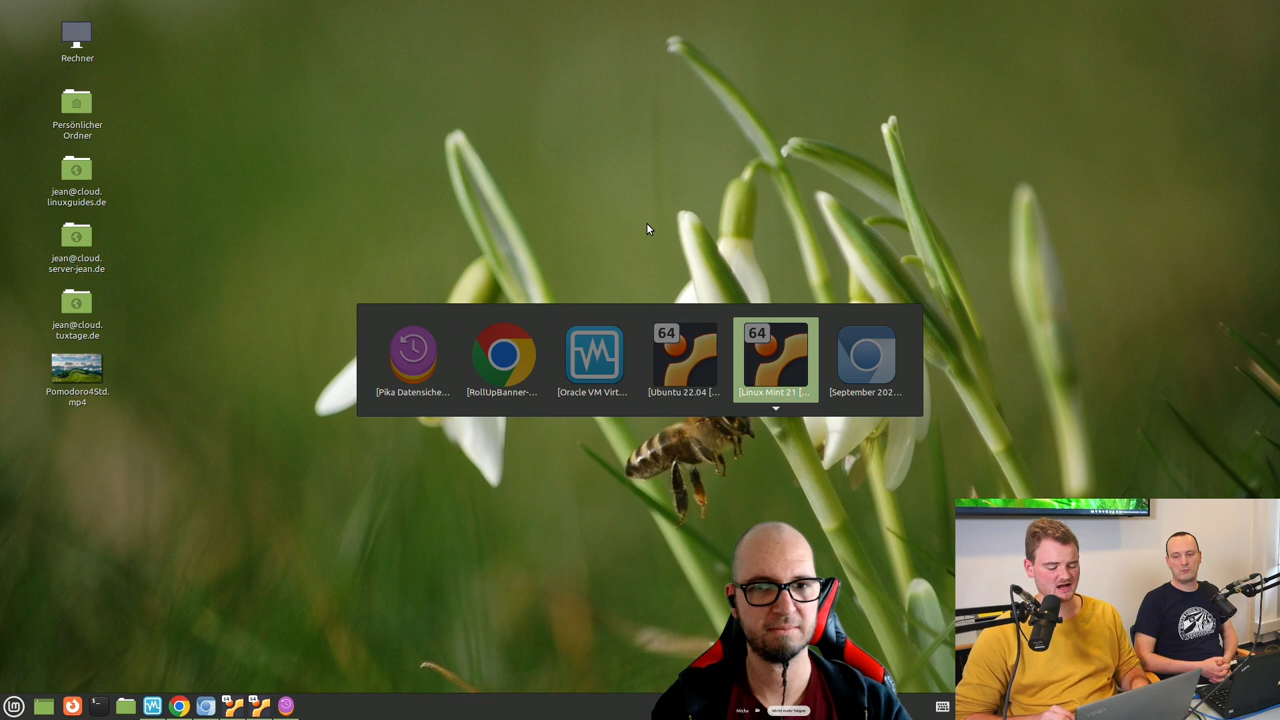 Rechner
Persönlicher
Ordner
jean@cloud.
linuxguides.de
jean@cloud.
server-jean.de
jean@cloud.
tuxtage.de
Pomodoro4Std.
mp4
64
64
[Pika Datensiche...
[RollUpBanner-...
[Oracle VM Virt...
[Ubuntu 22.04 [...
[Linux Mint 21 [...
[September 202...
Micha